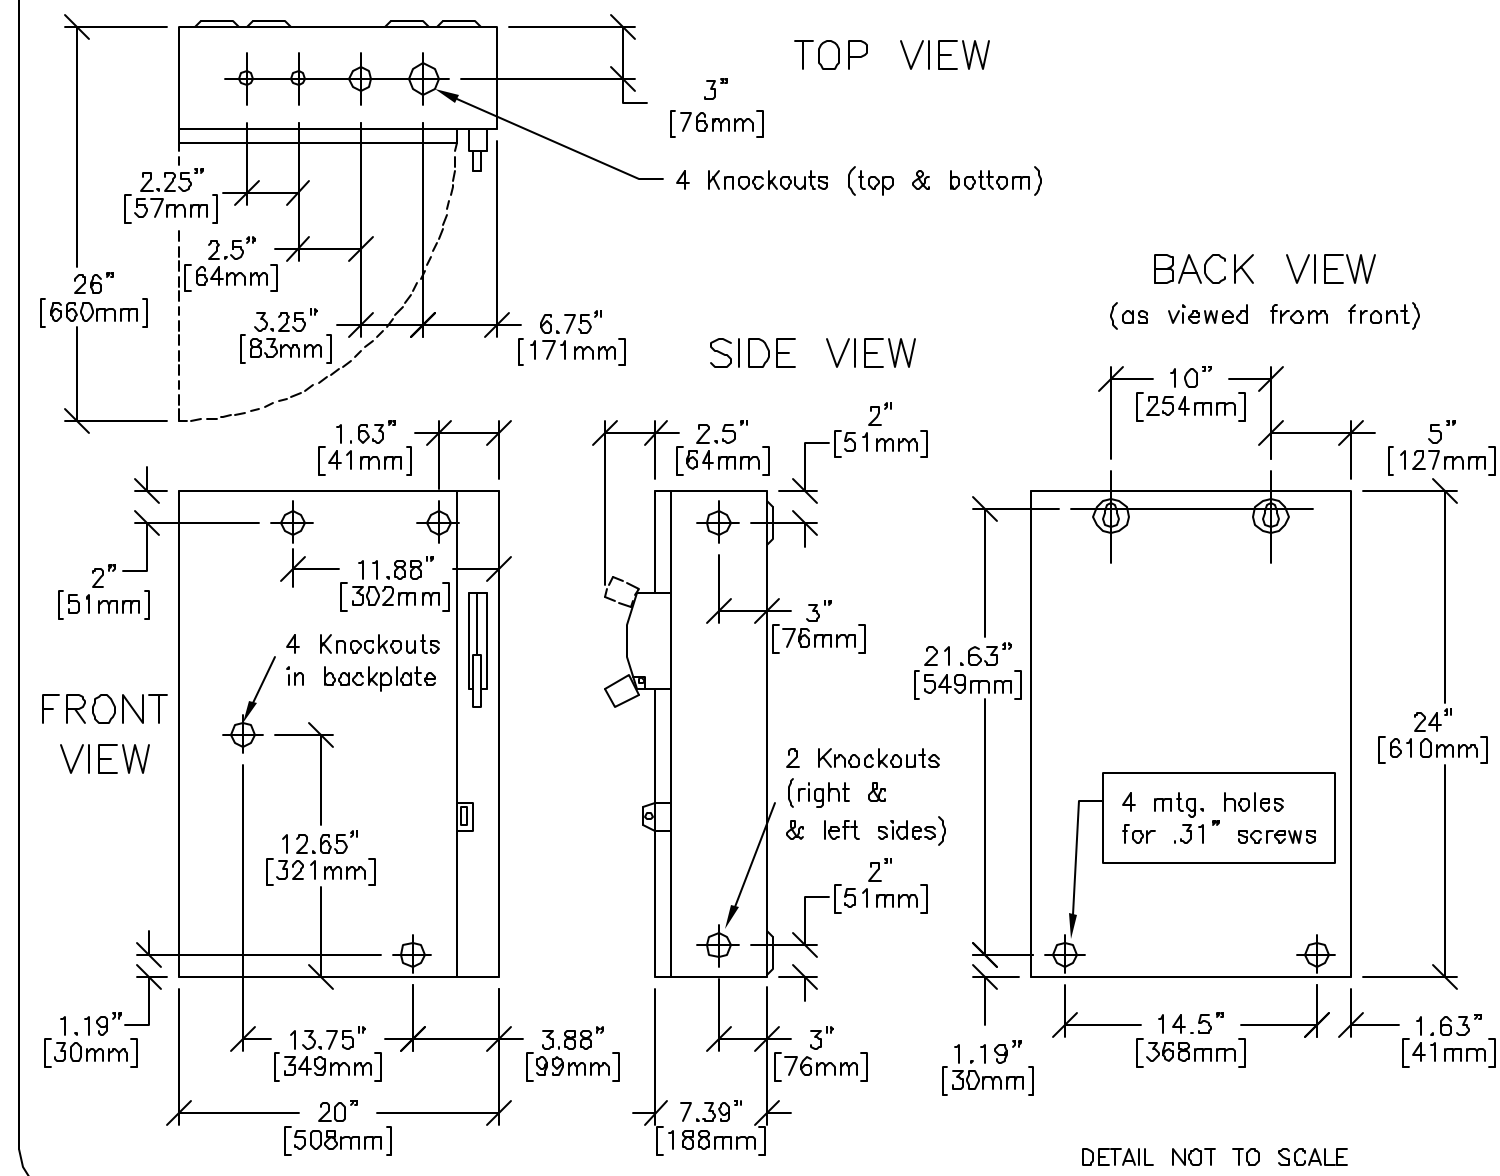 TOP VIEW
3"
[76mm]
4 Knockouts (top & bottom)
2.25"
[57mm]
2.5"
[64mm]
26"
[660mm]
3.25"
[83mm]
6.75"
[171mm]
BACK VIEW
(as viewed from front)
SIDE VIEW
10"
[254mm]
5"
[127mm]
1.63"
[41mm]
2.5"
[64mm]
2"
[51mm]
2"
[51mm]
11.88"
[302mm]
4 Knockouts
in backplate
FRONT
VIEW
3"
[76mm]
21.63"
[549mm]
24"
[610mm]
2 Knockouts
(right &
& left sides)
4 mtg. holes
for .31" screws
12.65"
[321mm]
2"
[51mm]
1.19"
[30mm]
13.75"
[349mm]
3.88"
[99mm]
3"
[76mm]
1.19"
[30mm]
14.5"
[368mm]
1.63"
[41mm]
20"
[508mm]
7.39"
[188mm]
DETAIL NOT TO SCALE